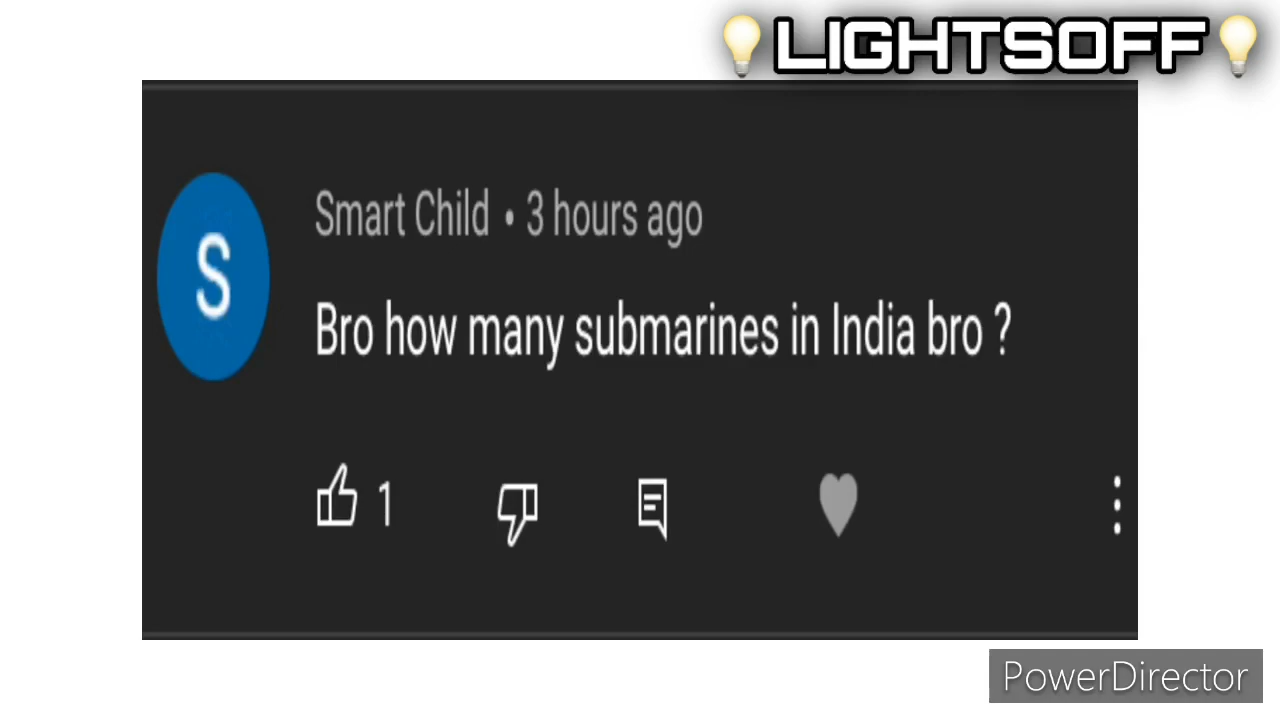 💡LIGHTSOFF💡
Smart Child • 3 hours ago
S
Bro how many submarines in India bro ?
1
PowerDirector